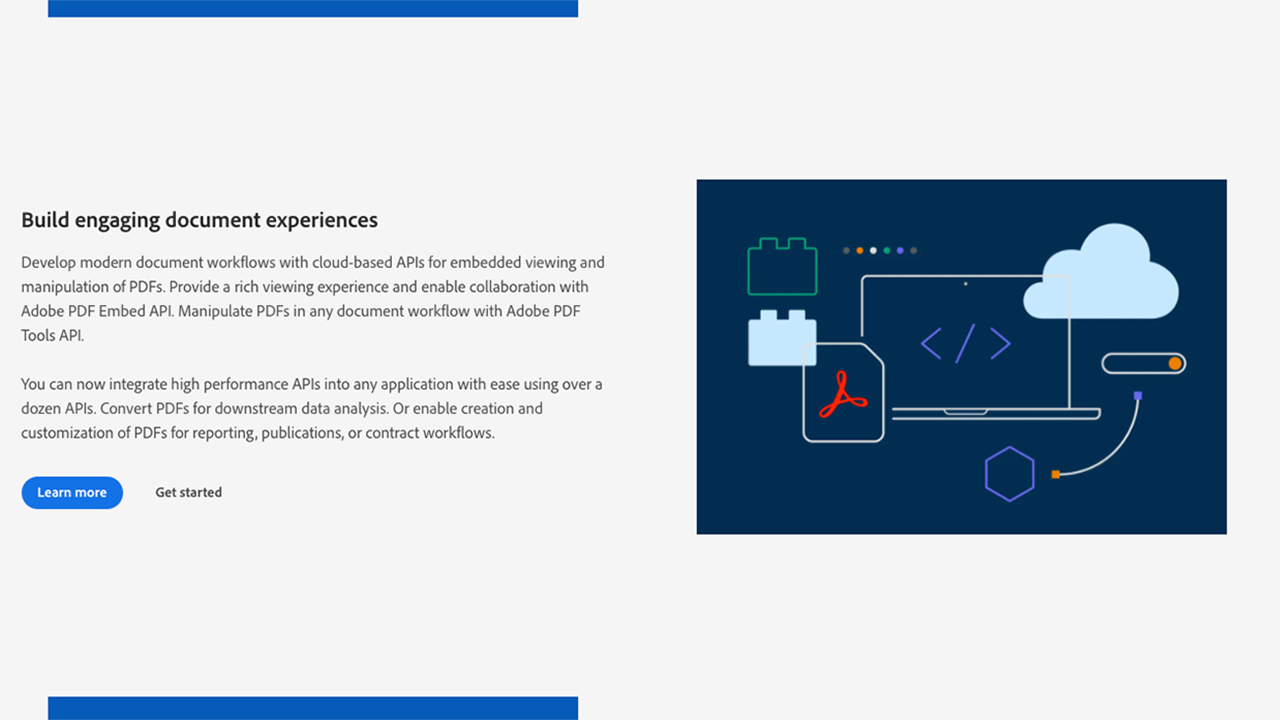 Build engaging document experiences
Develop modern document workflows with cloud-based APIs for embedded viewing and
manipulation of PDFs. Provide a rich viewing experience and enable collaboration with
Adobe PDF Embed API. Manipulate PDFs in any document workflow with Adobe PDF
Tools API.
You can now integrate high performance APIs into any application with ease using over a
dozen APIs. Convert PDFs for downstream data analysis. Or enable creation and
customization of PDFs for reporting, publications, or contract workflows.
Learn more
Get started